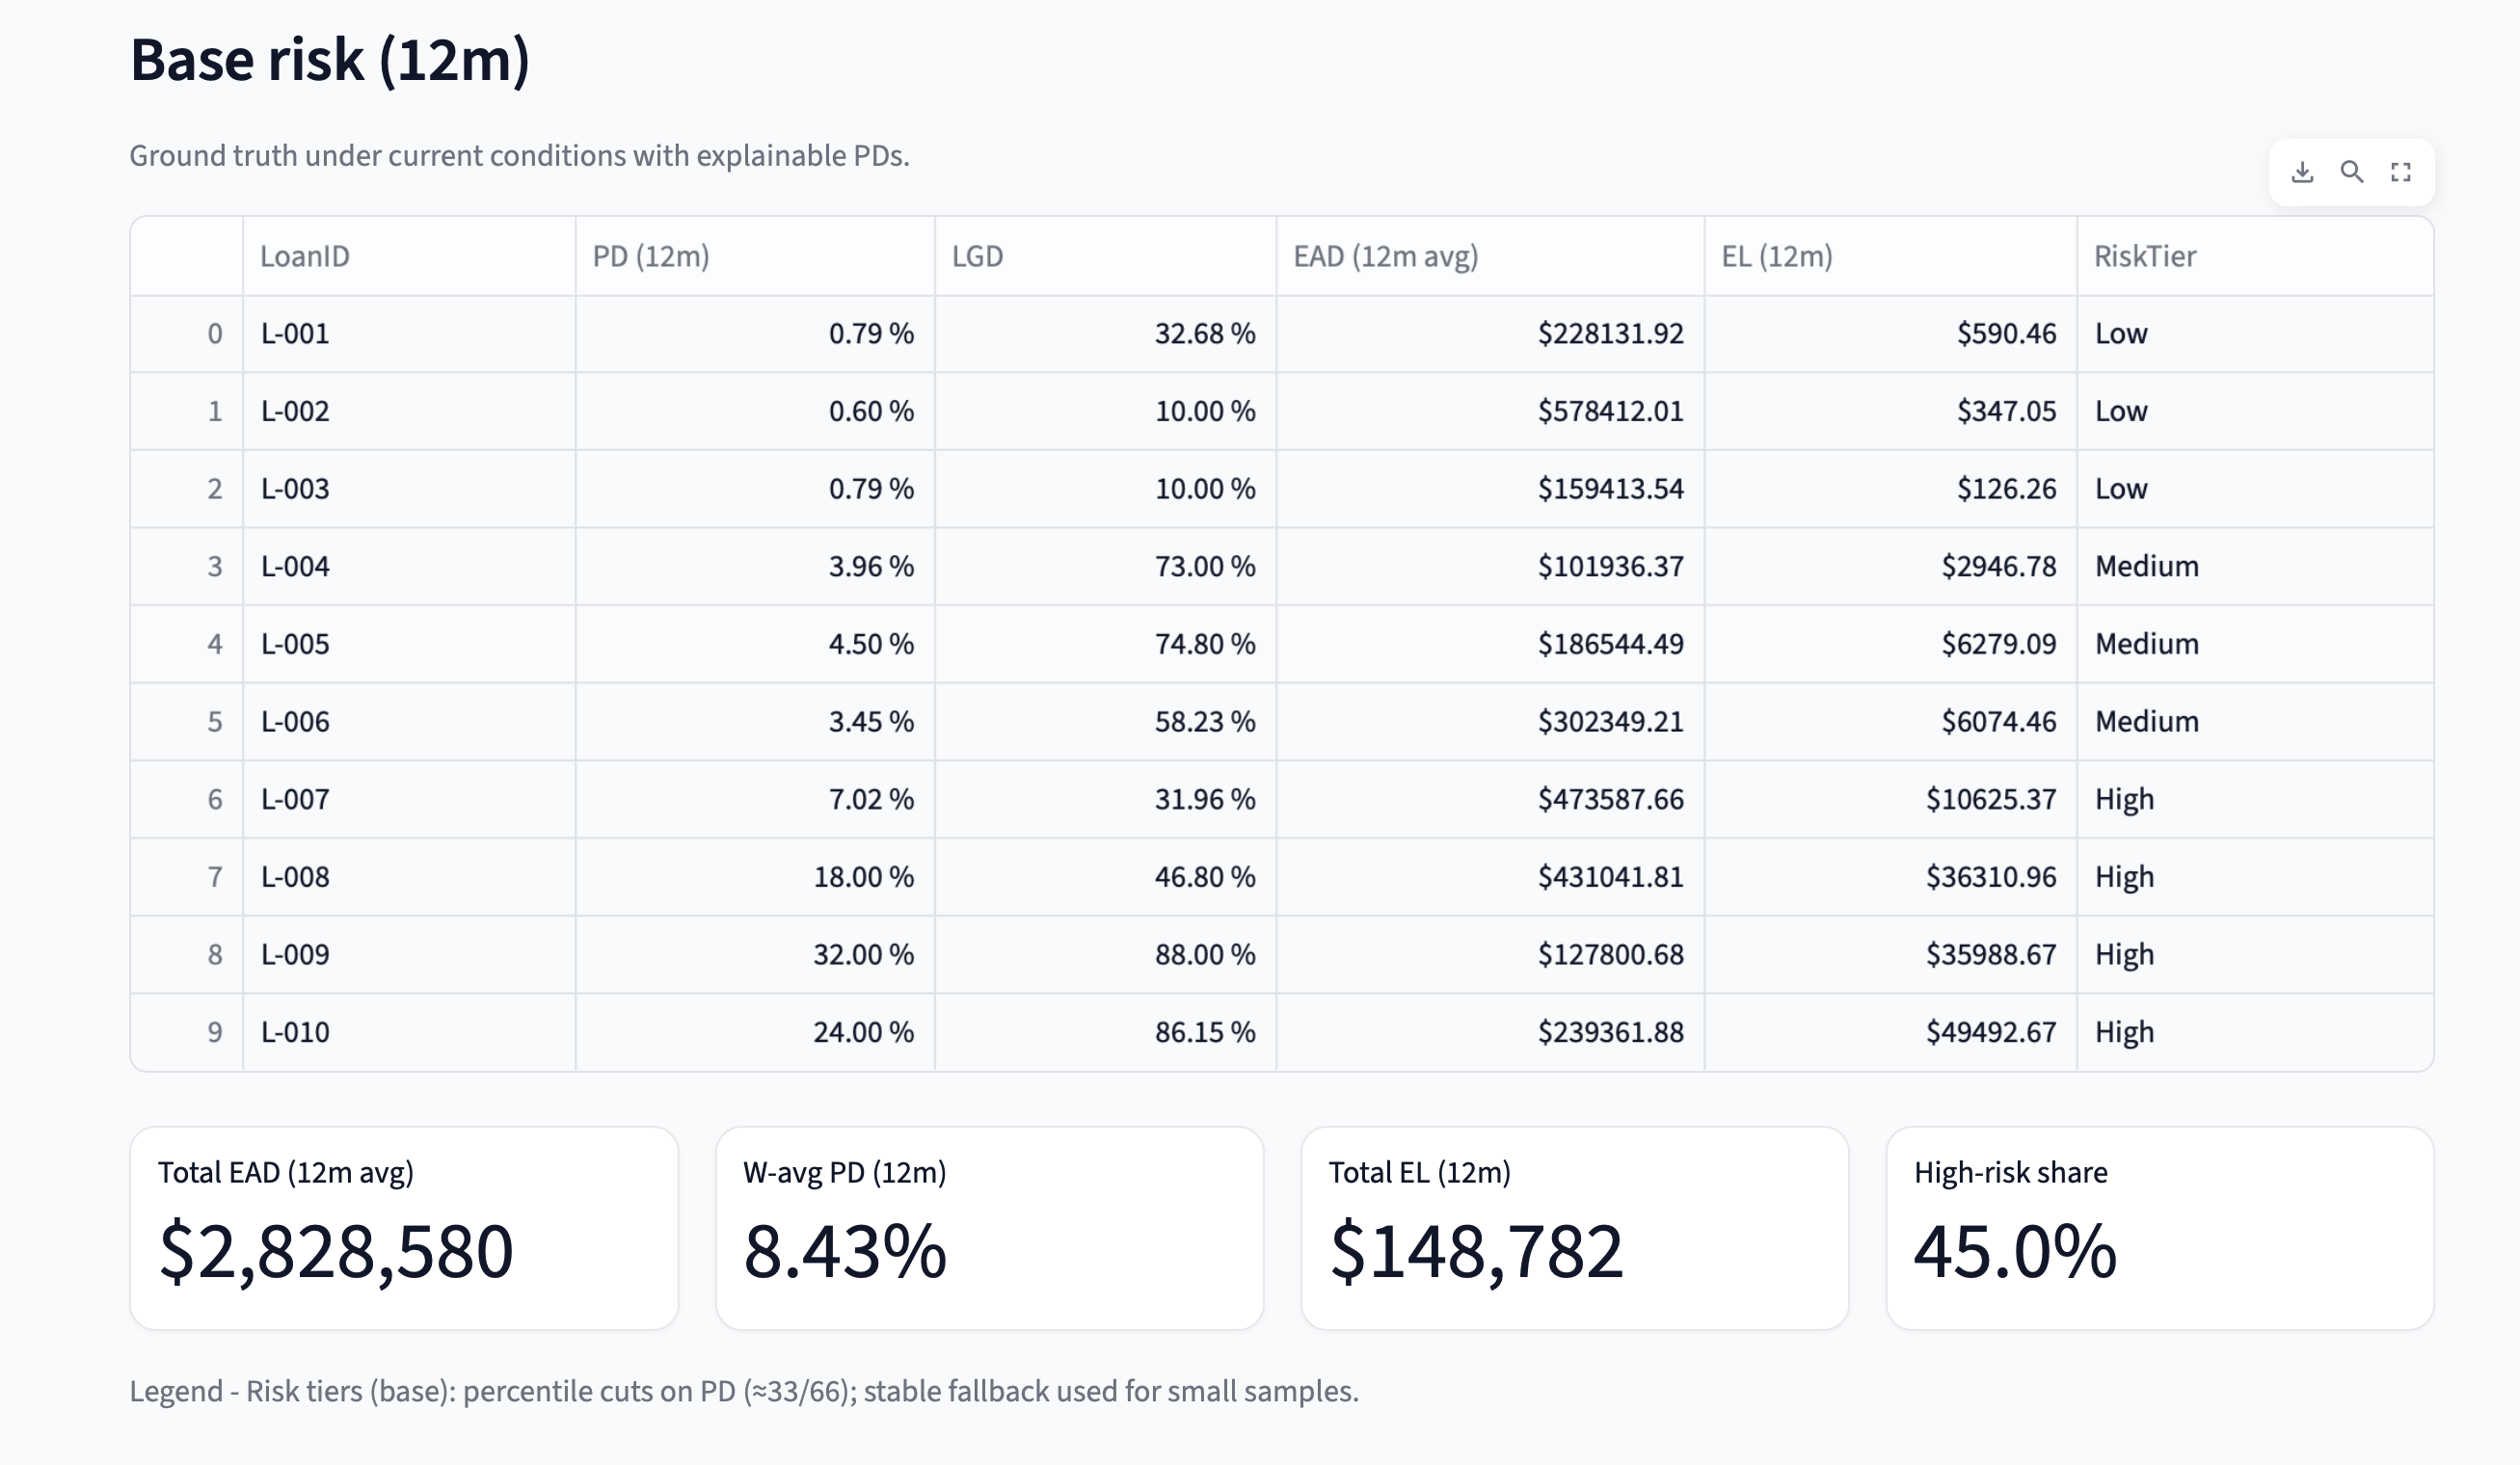 Base risk (12m)
Ground truth under current conditions with explainable PDs.
LoanID PD (12m) LGD EAD (12m avg) EL (12m) RiskTier
0 L-001 0.79 % 32.68 % $228131.92 $590.46 Low
1 L-002 0.60 % 10.00 % $578412.01 $347.05 Low
2 L-003 0.79 % 10.00 % $159413.54 $126.26 Low
3 L-004 3.96 % 73.00 % $101936.37 $2946.78 Medium
4 L-005 4.50 % 74.80 % $186544.49 $6279.09 Medium
5 L-006 3.45 % 58.23 % $302349.21 $6074.46 Medium
6 L-007 7.02 % 31.96 % $473587.66 $10625.37 High
7 L-008 18.00 % 46.80 % $431041.81 $36310.96 High
8 L-009 32.00 % 88.00 % $127800.68 $35988.67 High
9 L-010 24.00 % 86.15 % $239361.88 $49492.67 High
Total EAD (12m avg)
$2,828,580
W-avg PD (12m)
8.43%
Total EL (12m)
$148,782
High-risk share
45.0%
Legend - Risk tiers (base): percentile cuts on PD (≈33/66); stable fallback used for small samples.